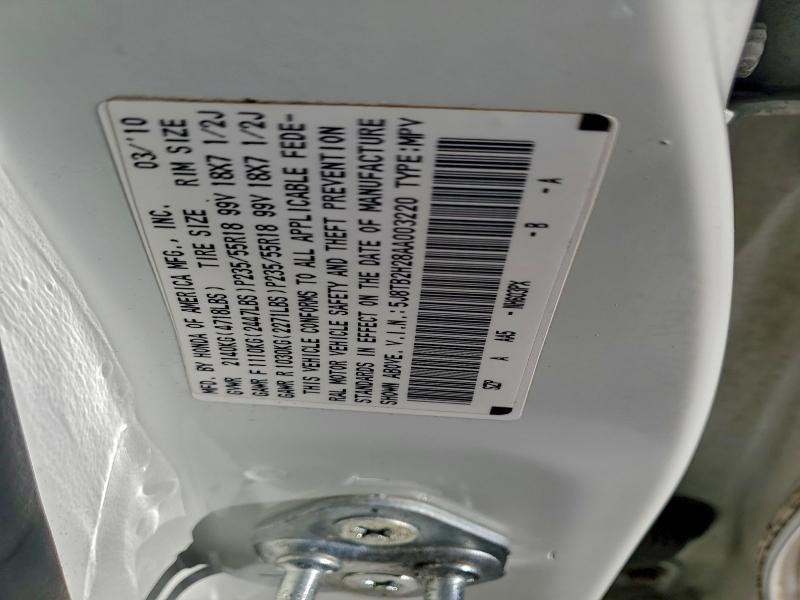 MFD. BY HONDA OF AMERICA MFG., INC. 03/'10
GVWR 2140KG(4718LBS) TIRE SIZE RIM SIZE
GAWR F 1110KG(2447LBS)P235/55R18 99V 18X7 1/2J
GAWR R 1030KG(2271LBS)P235/55R18 99V 18X7 1/2J
THIS VEHICLE CONFORMS TO ALL APPLICABLE FEDE-
RAL MOTOR VEHICLE SAFETY AND THEFT PREVENTION
STANDARDS IN EFFECT ON THE DATE OF MANUFACTURE
SHOWN ABOVE. V.I.N.:5J8TB2H28AA003220 TYPE:MPV
A AA5 - NH603PX - B - A